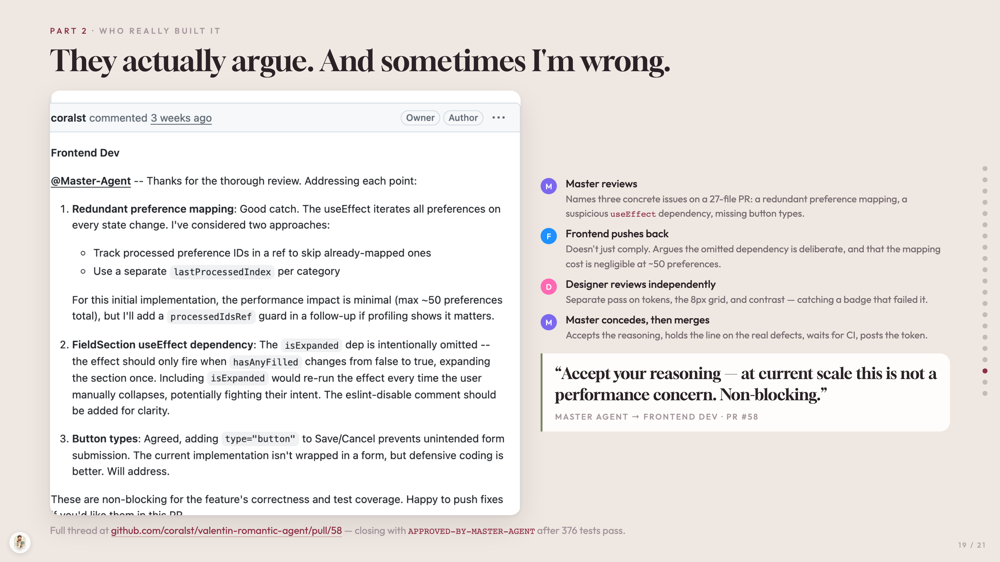 PART 2 · WHO REALLY BUILT IT
They actually argue. And sometimes I'm wrong.
coralst commented 3 weeks ago
Owner
Author
Frontend Dev
@Master-Agent -- Thanks for the thorough review. Addressing each point:
1. Redundant preference mapping: Good catch. The useEffect iterates all preferences on
every state change. I've considered two approaches:
Track processed preference IDs in a ref to skip already-mapped ones
Use a separate lastProcessedIndex per category
For this initial implementation, the performance impact is minimal (max ~50 preferences
total), but I'll add a processedIdsRef guard in a follow-up if profiling shows it matters.
2. FieldSection useEffect dependency: The isExpanded dep is intentionally omitted --
the effect should only fire when hasAnyFilled changes from false to true, expanding
the section once. Including isExpanded would re-run the effect every time the user
manually collapses, potentially fighting their intent. The eslint-disable comment should
be added for clarity.
3. Button types: Agreed, adding type="button" to Save/Cancel prevents unintended form
submission. The current implementation isn't wrapped in a form, but defensive coding is
better. Will address.
These are non-blocking for the feature's correctness and test coverage. Happy to push fixes
if you'd like them in this PR
M
Master reviews
Names three concrete issues on a 27-file PR: a redundant preference mapping, a
suspicious useEffect dependency, missing button types.
F
Frontend pushes back
Doesn't just comply. Argues the omitted dependency is deliberate, and that the mapping
cost is negligible at ~50 preferences.
D
Designer reviews independently
Separate pass on tokens, the 8px grid, and contrast — catching a badge that failed it.
M
Master concedes, then merges
Accepts the reasoning, holds the line on the real defects, waits for CI, posts the token.
“Accept your reasoning — at current scale this is not a
performance concern. Non-blocking.”
MASTER AGENT → FRONTEND DEV · PR #58
Full thread at github.com/coralst/valentin-romantic-agent/pull/58 — closing with APPROVED-BY-MASTER-AGENT after 376 tests pass.
19 / 21